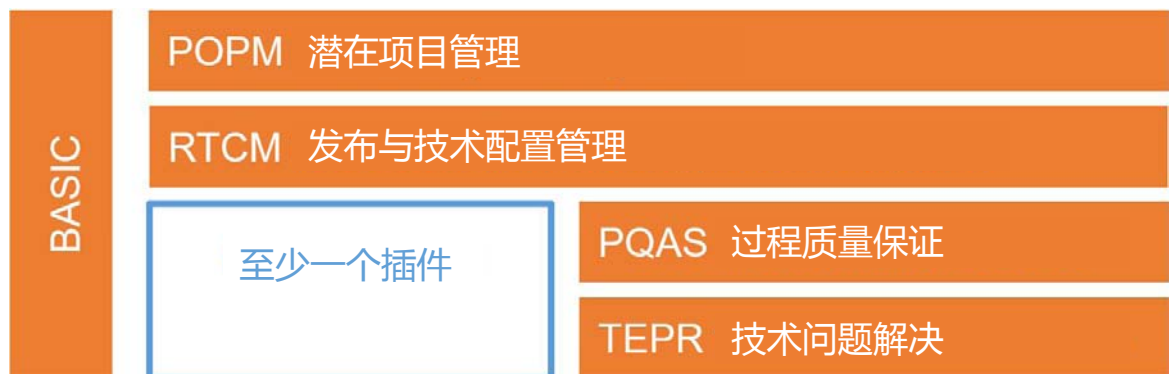 BASIC
POPM 潜在项目管理
RTCM 发布与技术配置管理
至少一个插件
PQAS 过程质量保证
TEPR 技术问题解决